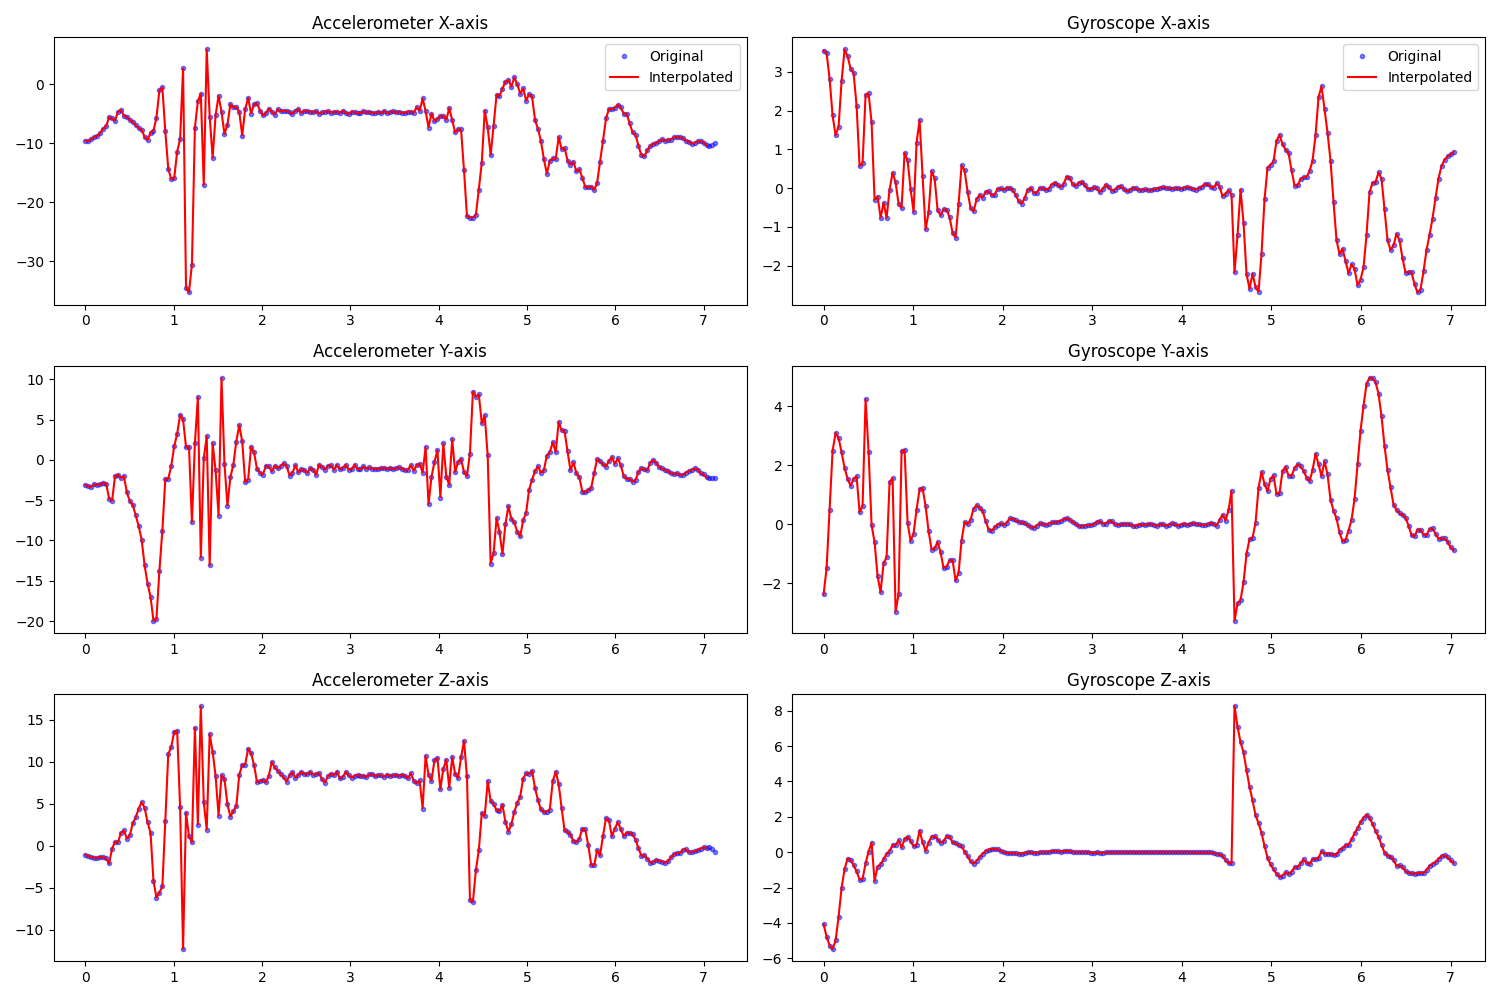 Accelerometer X-axis
Original
Interpolated
0
−10
−20
−30
0 1 2 3 4 5 6 7
Gyroscope X-axis
Original
Interpolated
3
2
1
0
−1
−2
0 1 2 3 4 5 6 7
Accelerometer Y-axis
10
5
0
−5
−10
−15
−20
0 1 2 3 4 5 6 7
Gyroscope Y-axis
4
2
0
−2
0 1 2 3 4 5 6 7
Accelerometer Z-axis
15
10
5
0
−5
−10
0 1 2 3 4 5 6 7
Gyroscope Z-axis
8
6
4
2
0
−2
−4
−6
0 1 2 3 4 5 6 7